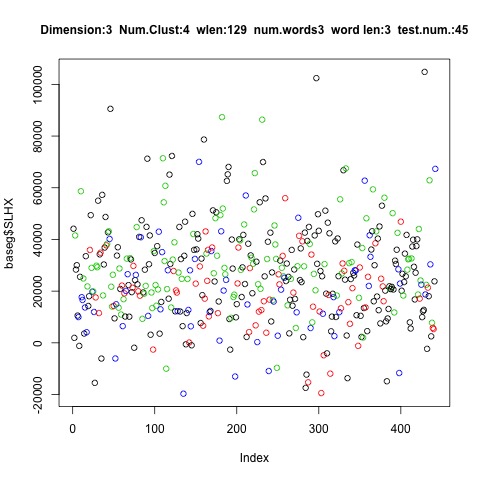 Dimension:3 Num.Clust:4 wlen:129 num.words3 word len:3 test.num.:45
100000
80000
60000
40000
20000
0
-20000
baseg$SLHX
0 100 200 300 400
Index